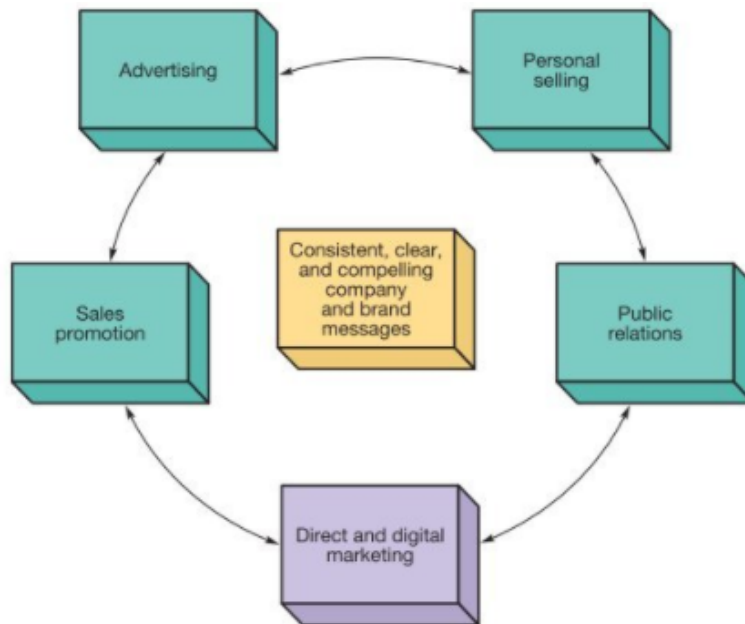 Advertising
Personal
selling
Consistent, clear,
and compelling
company
and brand
messages
Sales
promotion
Public
relations
Direct and digital
marketing